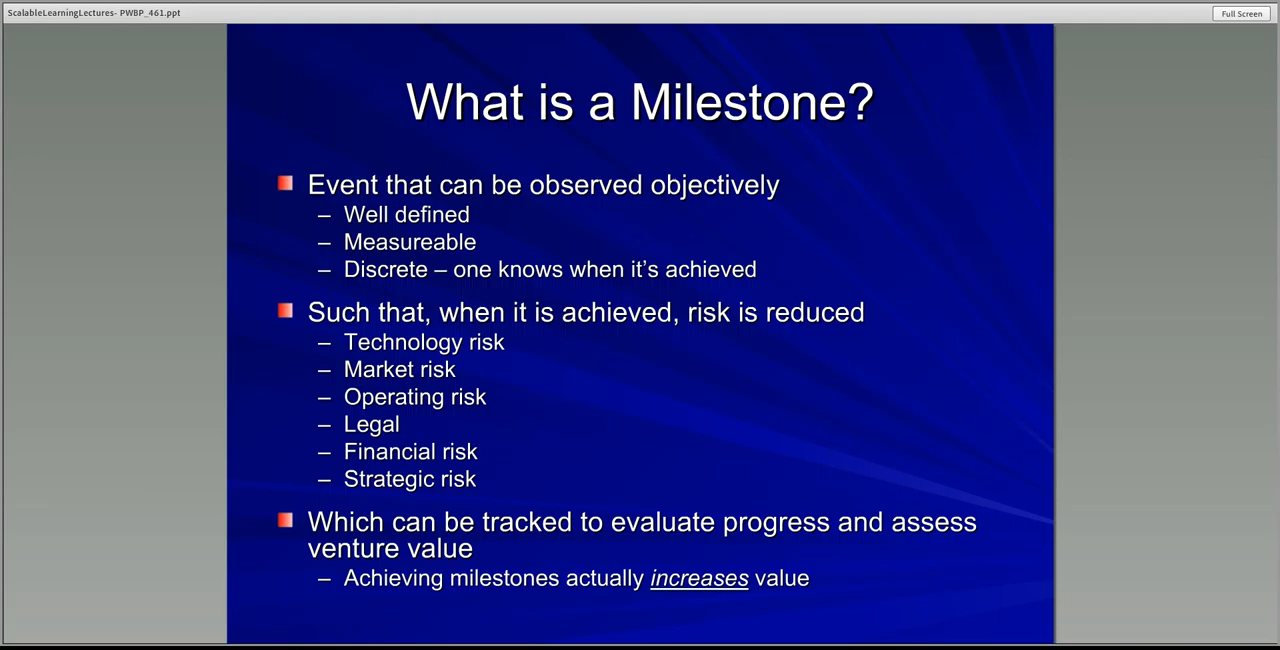 ScalableLearningLectures- PWBP_461.ppt
Full Screen
What is a Milestone?
Event that can be observed objectively
– Well defined
– Measureable
– Discrete – one knows when it's achieved
Such that, when it is achieved, risk is reduced
– Technology risk
– Market risk
– Operating risk
– Legal
– Financial risk
– Strategic risk
Which can be tracked to evaluate progress and assess
venture value
– Achieving milestones actually increases value